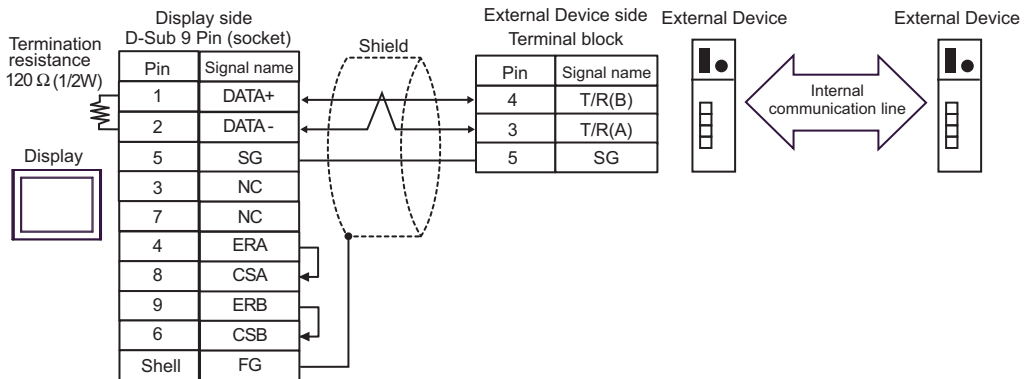 Display side
D-Sub 9 Pin (socket)
Termination
resistance
120 Ω (1/2W)
Display
Pin Signal name
1 DATA+
2 DATA-
5 SG
3 NC
7 NC
4 ERA
8 CSA
9 ERB
6 CSB
Shell FG
Shield
External Device side
Terminal block
Pin Signal name
4 T/R(B)
3 T/R(A)
5 SG
External Device
Internal
communication line
External Device